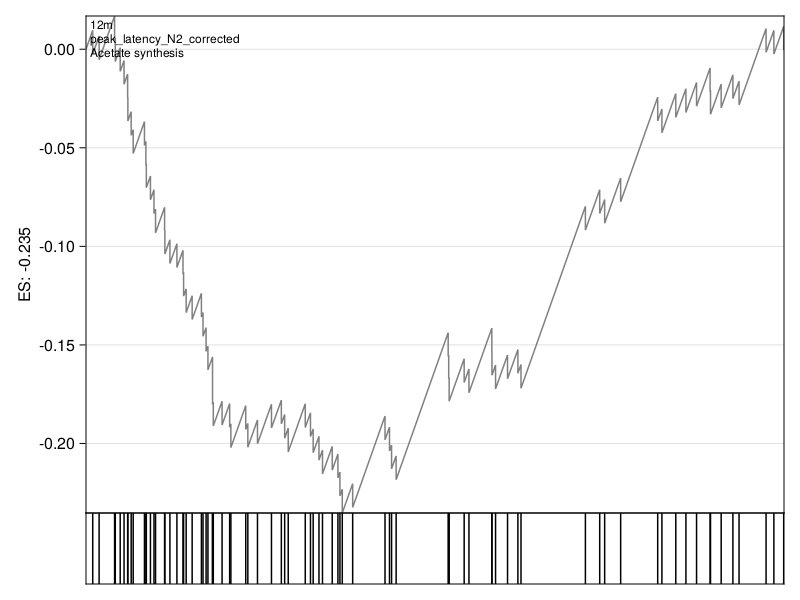 12m
peak_latency_N2_corrected
Acetate synthesis
0.00
-0.05
-0.10
-0.15
-0.20
ES: -0.235